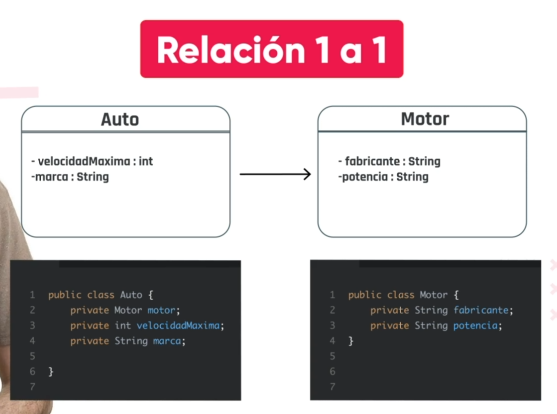 Relación 1 a 1
Auto
- velocidadMaxima : int
-marca : String
Motor
- fabricante : String
-potencia : String
1 public class Auto {
2 private Motor motor;
3 private int velocidadMaxima;
4 private String marca;
5
6 }
7
1 public class Motor {
2 private String fabricante;
3 private String potencia;
4 }
5
6
7